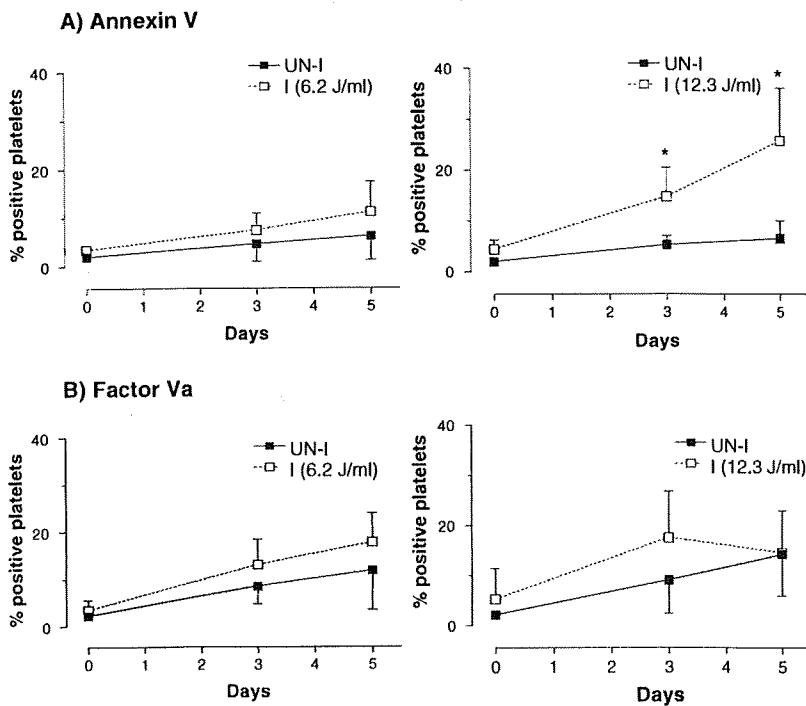 A) Annexin V
UN-I
I (6.2 J/ml)
% positive platelets
40
20
0
0 1 2 3 4 5
Days
UN-I
I (12.3 J/ml)
*
*
% positive platelets
40
20
0
0 1 2 3 4 5
Days
B) Factor Va
UN-I
I (6.2 J/ml)
% positive platelets
40
20
0
0 1 2 3 4 5
Days
UN-I
I (12.3 J/ml)
% positive platelets
40
20
0
0 1 2 3 4 5
Days